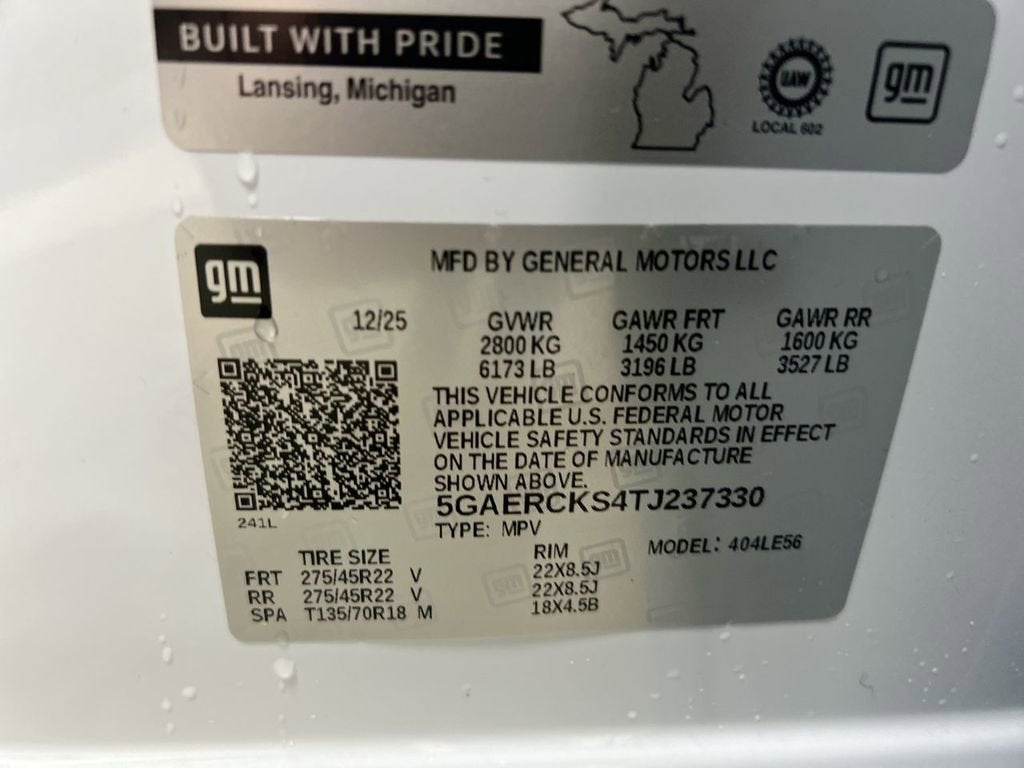 BUILT WITH PRIDE
Lansing, Michigan
UAW
LOCAL 602
gm
gm
MFD BY GENERAL MOTORS LLC
12/25 GVWR GAWR FRT GAWR RR
2800 KG 1450 KG 1600 KG
6173 LB 3196 LB 3527 LB
THIS VEHICLE CONFORMS TO ALL
APPLICABLE U.S. FEDERAL MOTOR
VEHICLE SAFETY STANDARDS IN EFFECT
ON THE DATE OF MANUFACTURE
SHOWN ABOVE.
5GAERCKS4TJ237330
241L
TYPE: MPV
TIRE SIZE RIM MODEL: 404LE56
FRT 275/45R22 V 22X8.5J
RR 275/45R22 V 22X8.5J
SPA T135/70R18 M 18X4.5B